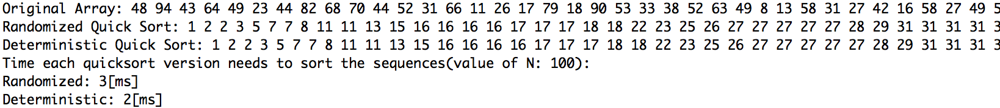 Original Array: 48 94 43 64 49 23 44 82 68 70 44 52 31 66 11 26 17 79 18 90 53 33 38 52 63 49 8 13 58 31 27 42 16 58 27 49 5
Randomized Quick Sort: 1 2 2 3 5 7 7 8 11 11 13 15 16 16 16 16 17 17 17 18 18 22 23 25 26 27 27 27 27 27 28 29 31 31 31 31 3
Deterministic Quick Sort: 1 2 2 3 5 7 7 8 11 11 13 15 16 16 16 16 17 17 17 18 18 22 23 25 26 27 27 27 27 27 28 29 31 31 31 3
Time each quicksort version needs to sort the sequences(value of N: 100):
Randomized: 3[ms]
Deterministic: 2[ms]